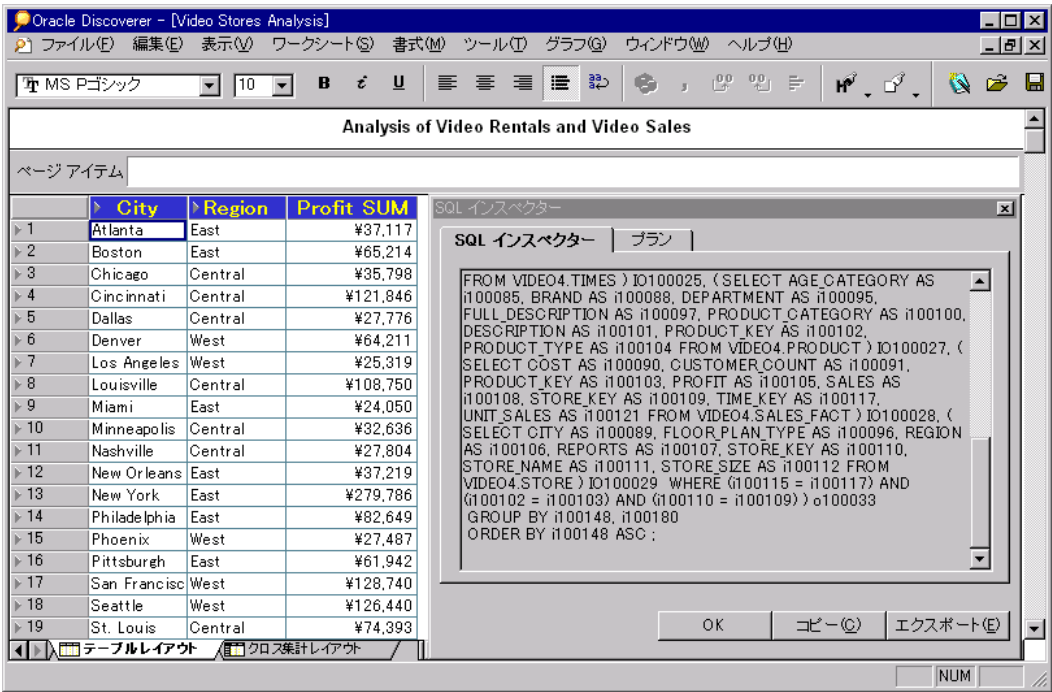 Oracle Discoverer - [Video Stores Analysis]
ファイル(F) 編集(E) 表示(V) ワークシート(S) 書式(M) ツール(T) グラフ(G) ウィンドウ(W) ヘルプ(H)
MS Pゴシック 10 B i U
Analysis of Video Rentals and Video Sales
ページ アイテム
City Region Profit SUM
1 Atlanta East ¥37,117
2 Boston East ¥65,214
3 Chicago Central ¥35,798
4 Cincinnati Central ¥121,846
5 Dallas Central ¥27,776
6 Denver West ¥64,211
7 Los Angeles West ¥25,319
8 Louisville Central ¥108,750
9 Miami East ¥24,050
10 Minneapolis Central ¥32,636
11 Nashville Central ¥27,804
12 New Orleans East ¥37,219
13 New York East ¥279,786
14 Philadelphia East ¥82,649
15 Phoenix West ¥27,487
16 Pittsburgh East ¥61,942
17 San Francisc West ¥128,740
18 Seattle West ¥126,440
19 St. Louis Central ¥74,393
テーブルレイアウト クロス集計レイアウト
SQL インスペクター
SQL インスペクター プラン
FROM VIDEO4.TIMES ) IO100025, ( SELECT AGE_CATEGORY AS
i100085, BRAND AS i100088, DEPARTMENT AS i100095,
FULL_DESCRIPTION AS i100097, PRODUCT_CATEGORY AS i100100,
DESCRIPTION AS i100101, PRODUCT_KEY AS i100102,
PRODUCT_TYPE AS i100104 FROM VIDEO4.PRODUCT ) IO100027, (
SELECT COST AS i100090, CUSTOMER_COUNT AS i100091,
PRODUCT_KEY AS i100103, PROFIT AS i100105, SALES AS
i100108, STORE_KEY AS i100109, TIME_KEY AS i100117,
UNIT_SALES AS i100121 FROM VIDEO4.SALES_FACT ) IO100028, (
SELECT CITY AS i100089, FLOOR_PLAN_TYPE AS i100096, REGION
AS i100106, REPORTS AS i100107, STORE_KEY AS i100110,
STORE_NAME AS i100111, STORE_SIZE AS i100112 FROM
VIDEO4.STORE ) IO100029 WHERE (i100115 = i100117) AND
(i100102 = i100103) AND (i100110 = i100109) ) o100033
GROUP BY i100148, i100180
ORDER BY i100148 ASC ;
OK コピー(C) エクスポート(E)
NUM